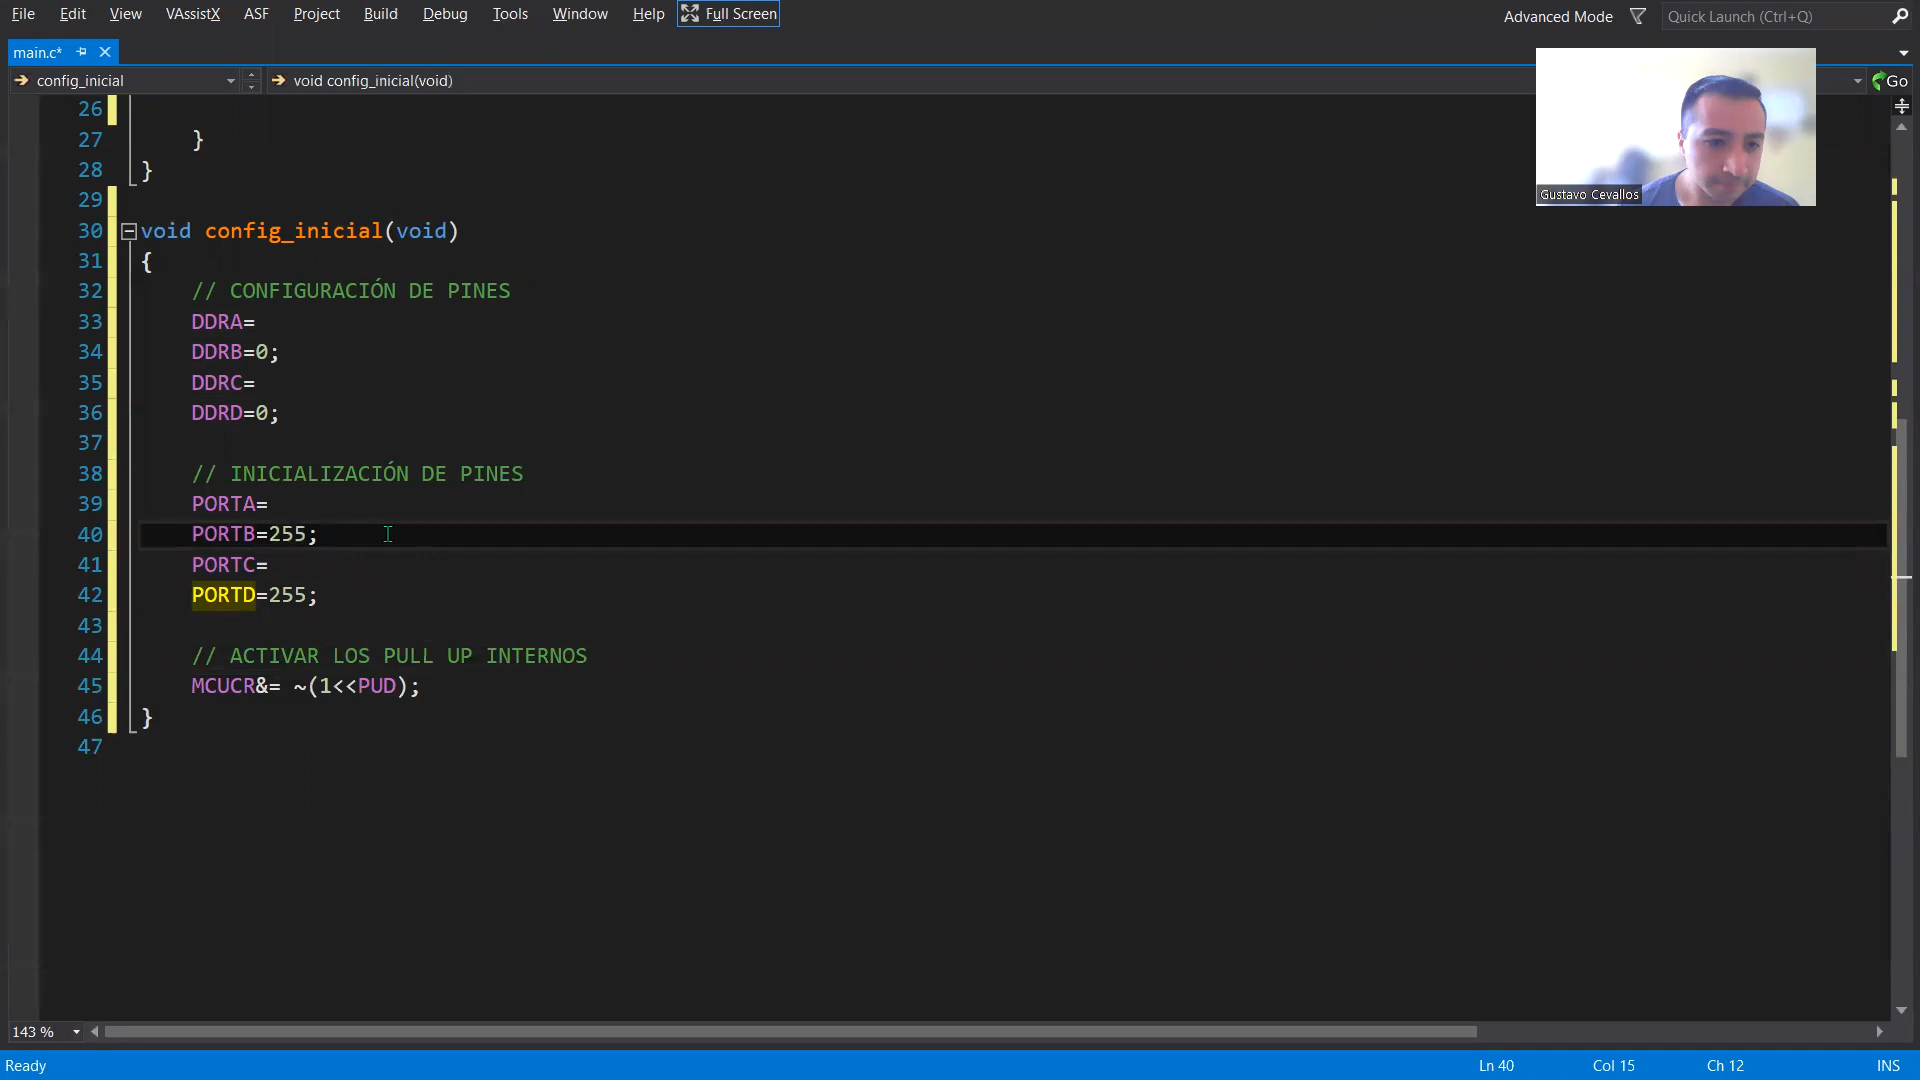 File Edit View VAssistX ASF Project Build Debug Tools Window Help Full Screen Advanced Mode Quick Launch (Ctrl+Q)
main.c*
config_inicial void config_inicial(void) Go
26
27 }
28 }
29
30 void config_inicial(void)
31 {
32 // CONFIGURACIÓN DE PINES
33 DDRA=
34 DDRB=0;
35 DDRC=
36 DDRD=0;
37
38 // INICIALIZACIÓN DE PINES
39 PORTA=
40 PORTB=255;
41 PORTC=
42 PORTD=255;
43
44 // ACTIVAR LOS PULL UP INTERNOS
45 MCUCR&= ~(1<<PUD);
46 }
47
Gustavo Cevallos
143 %
Ready Ln 40 Col 15 Ch 12 INS